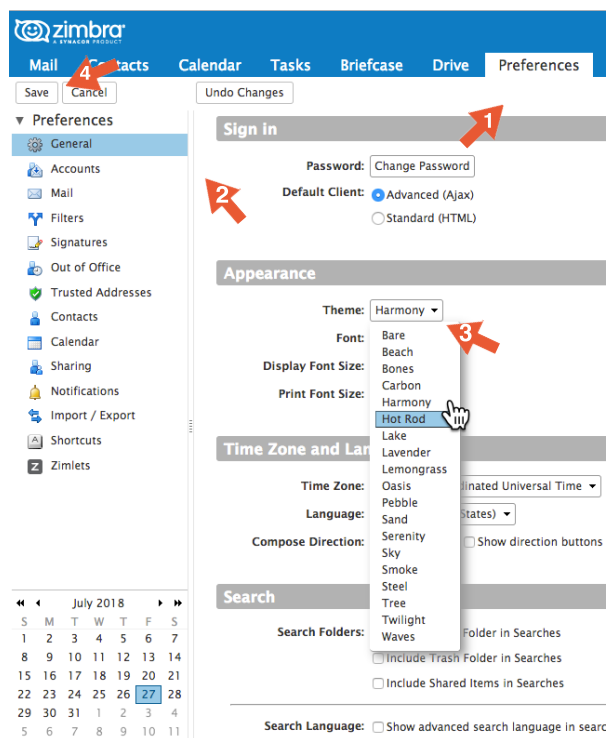 zimbra
A SYNACOR PRODUCT
Mail Contacts Calendar Tasks Briefcase Drive Preferences
4
Save Cancel Undo Changes
1
Preferences
General
Accounts
Mail
Filters
Signatures
Out of Office
Trusted Addresses
Contacts
Calendar
Sharing
Notifications
Import / Export
Shortcuts
Z Zimlets
July 2018
S M T W T F S
1 2 3 4 5 6 7
8 9 10 11 12 13 14
15 16 17 18 19 20 21
22 23 24 25 26 27 28
29 30 31 1 2 3 4
5 6 7 8 9 10 11
Sign in
Password: Change Password
2
Default Client: Advanced (Ajax)
Standard (HTML)
Appearance
Theme: Harmony
3
Font:
Display Font Size:
Print Font Size:
Bare
Beach
Bones
Carbon
Harmony
Hot Rod
Lake
Lavender
Lemongrass
Oasis
Pebble
Sand
Serenity
Sky
Smoke
Steel
Tree
Twilight
Waves
Time Zone and Lan
Time Zone: dinated Universal Time
Language: States)
Compose Direction: Show direction buttons
Search
Search Folders: Folder in Searches
Include Trash Folder in Searches
Include Shared Items in Searches
Search Language: Show advanced search language in searc